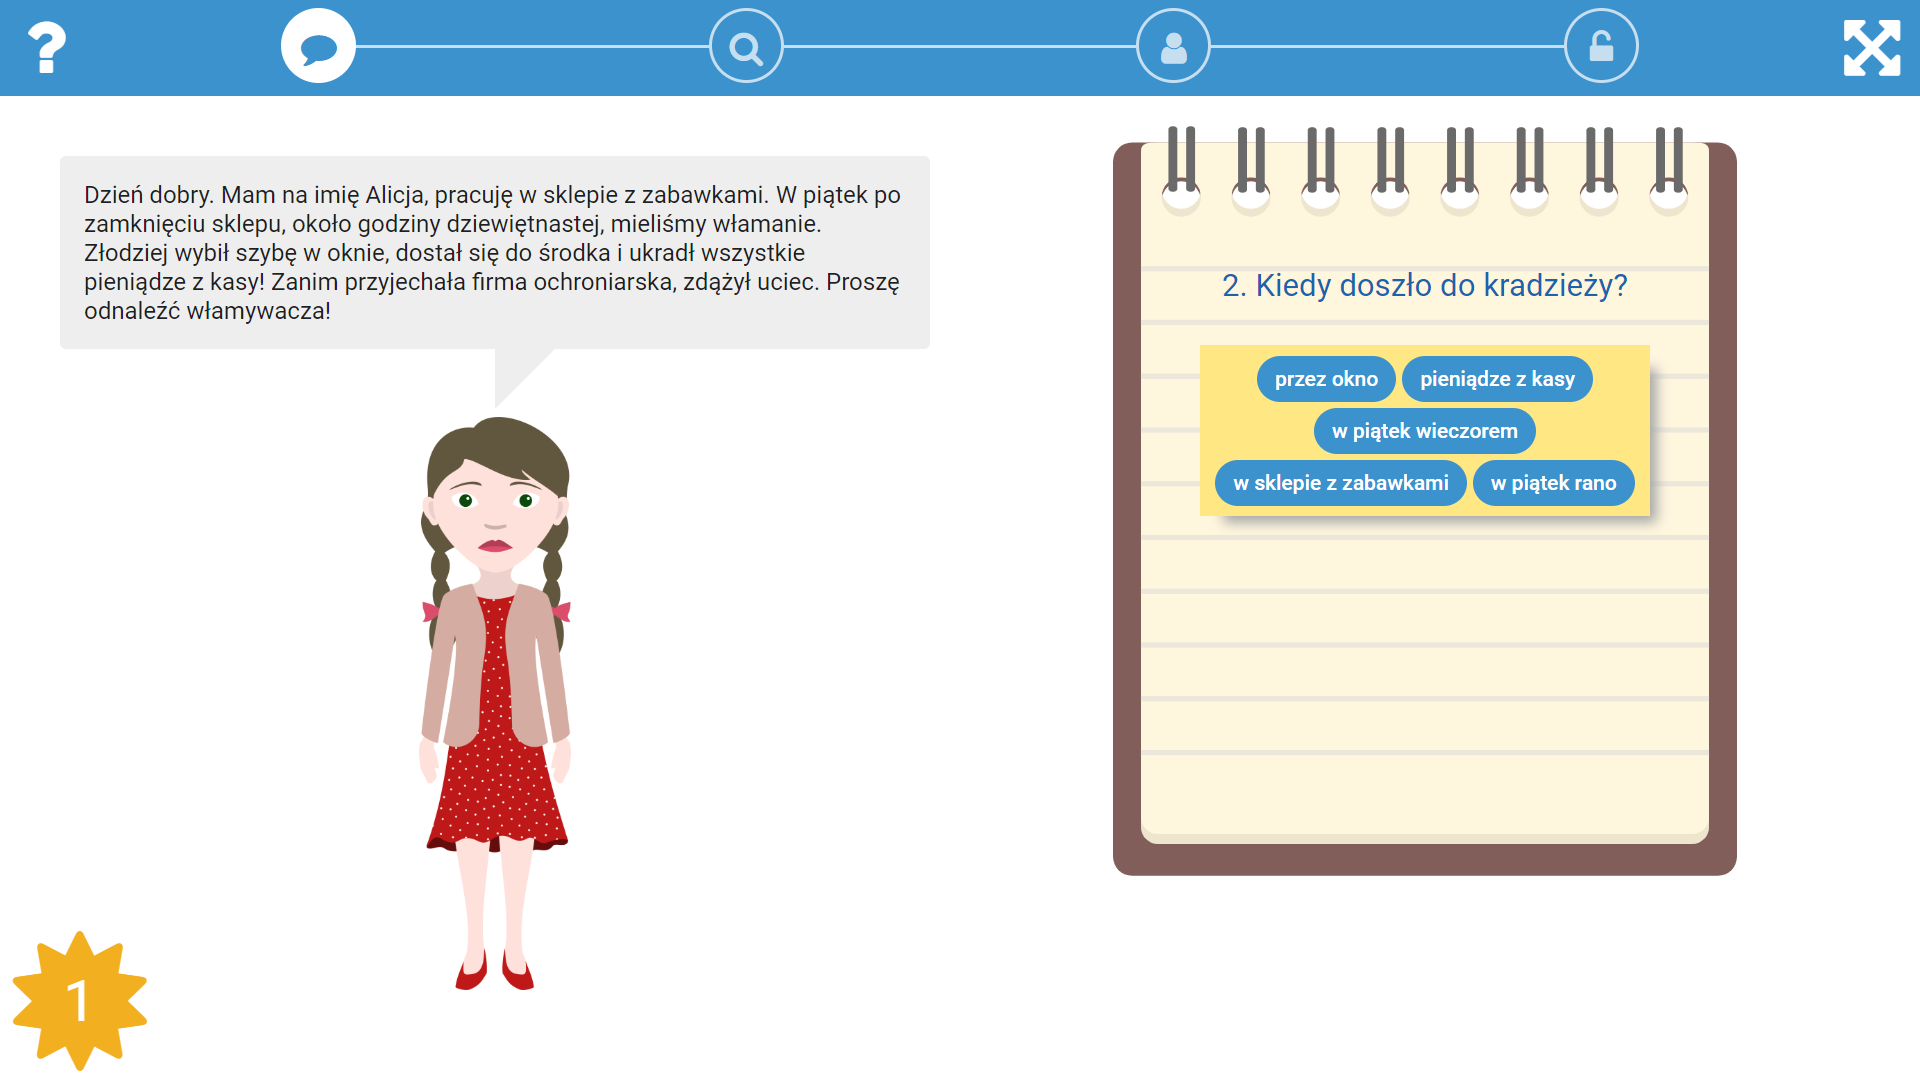 Dzień dobry. Mam na imię Alicja, pracuję w sklepie z zabawkami. W piątek po
zamknięciu sklepu, około godziny dziewiętnastej, mieliśmy włamanie.
Złodziej wybił szybę w oknie, dostał się do środka i ukradł wszystkie
pieniądze z kasy! Zanim przyjechała firma ochroniarska, zdążył uciec. Proszę
odnaleźć włamywacza!
2. Kiedy doszło do kradzieży?
przez okno pieniądze z kasy
w piątek wieczorem
w sklepie z zabawkami w piątek rano
1